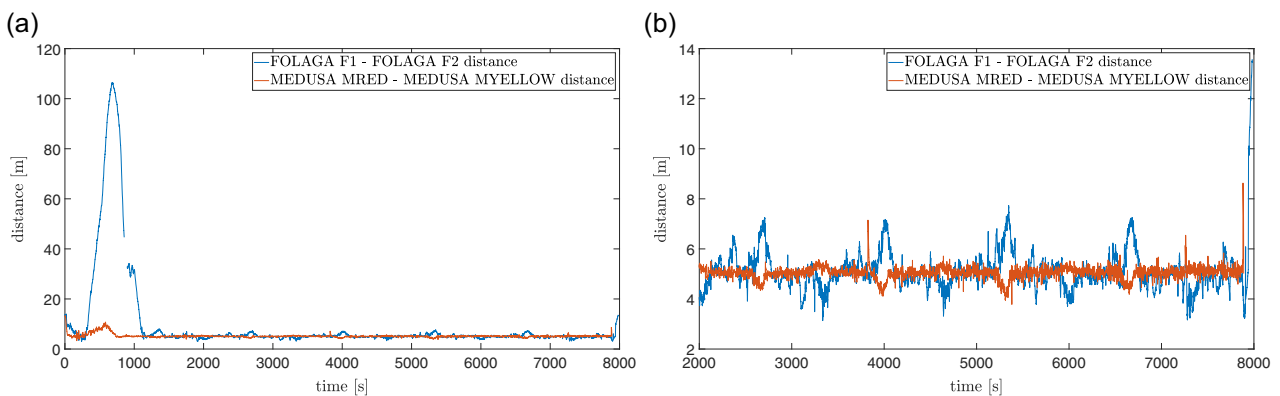 (a)
120
100
80
60
40
20
0
distance [m]
FOLAGA F1 - FOLAGA F2 distance
MEDUSA MRED - MEDUSA MYELLOW distance
0 1000 2000 3000 4000 5000 6000 7000 8000
time [s]
(b)
14
12
10
8
6
4
2
distance [m]
FOLAGA F1 - FOLAGA F2 distance
MEDUSA MRED - MEDUSA MYELLOW distance
2000 3000 4000 5000 6000 7000 8000
time [s]